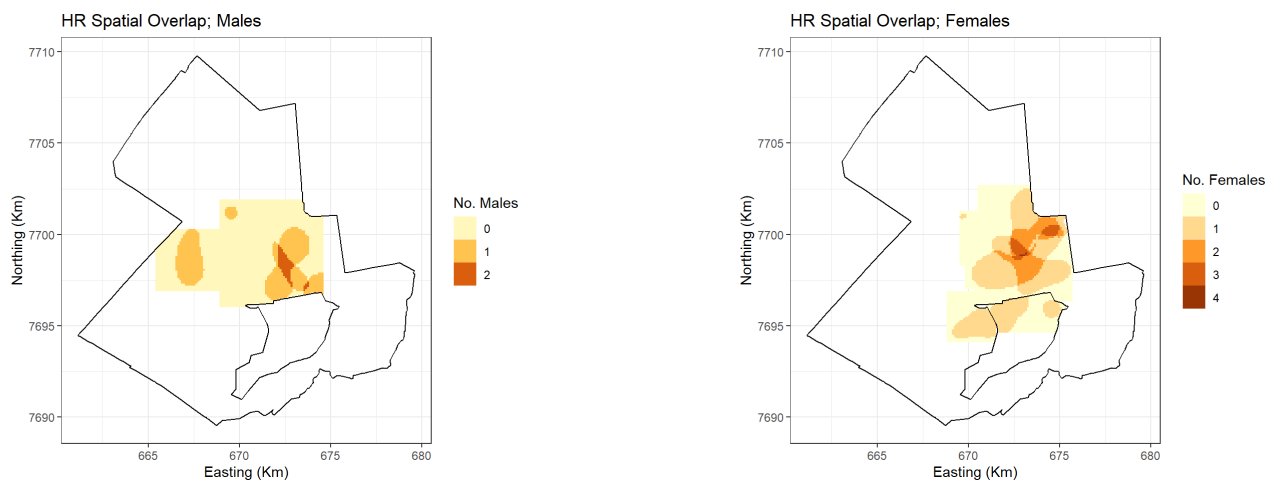 HR Spatial Overlap; Males
7710
7705
7700
7695
7690
Northing (Km)
665 670 675 680
Easting (Km)
No. Males
0
1
2
HR Spatial Overlap; Females
7710
7705
7700
7695
7690
Northing (Km)
665 670 675 680
Easting (Km)
No. Females
0
1
2
3
4